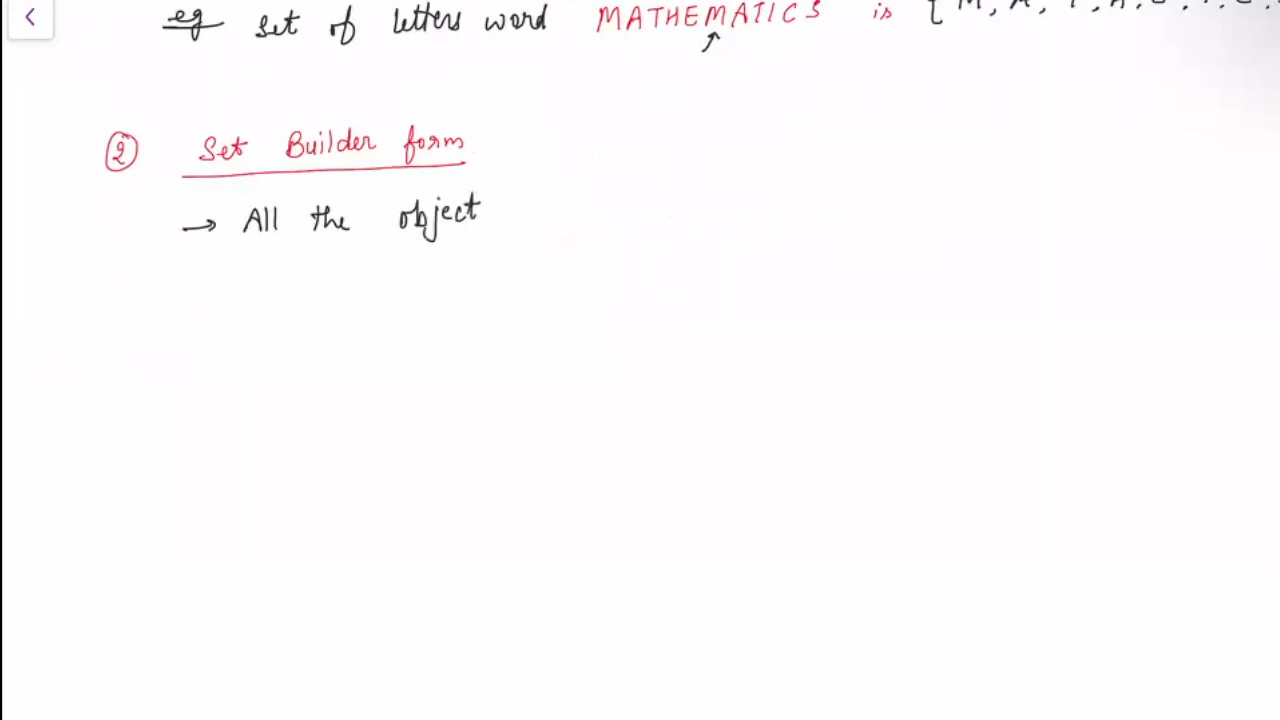 eg set of letters word MATHEMATICS is {
② Set Builder form
→ All the object